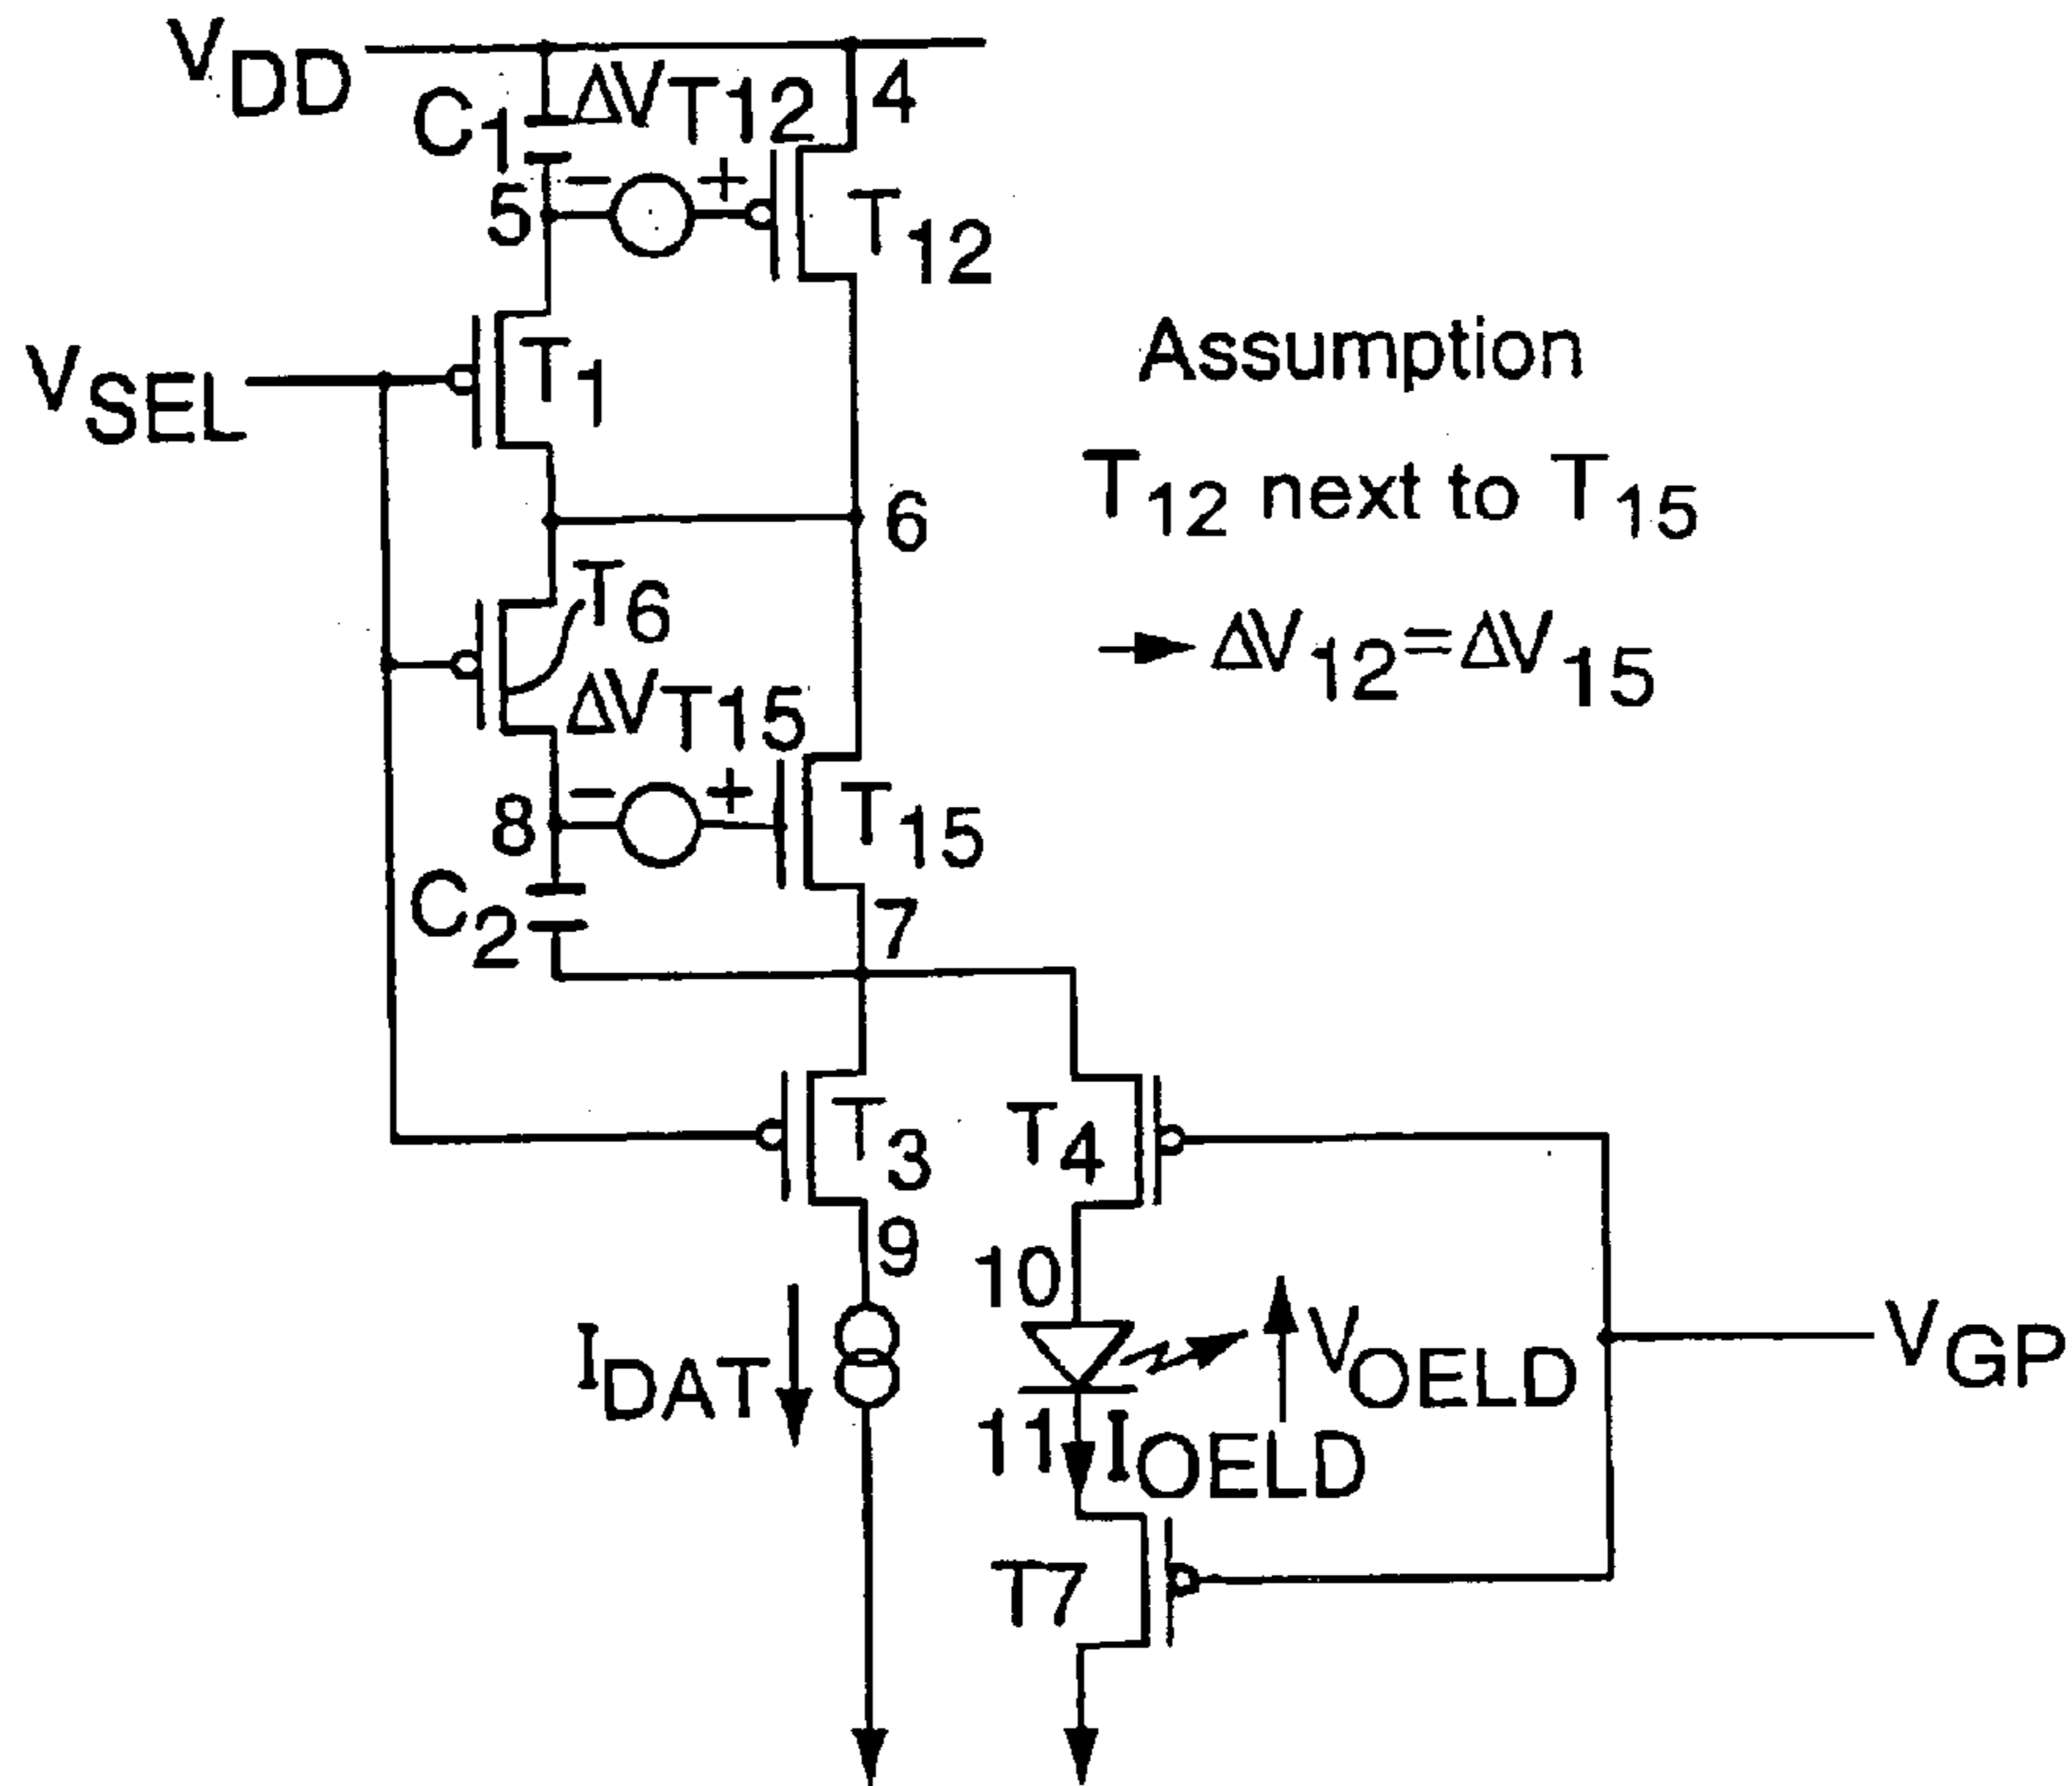 VDD
ΔVT12
4
C1
− +
5
T12
VSEL
T1
Assumption
T12 next to T15
6
→ ΔV12=ΔV15
T6
ΔVT15
− +
8
T15
C2
7
T3
T4
9
10
IDAT
VOELD
VGP
11
IOELD
T7